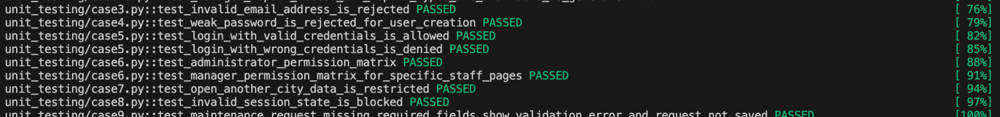 unit_testing/case3.py::test_invalid_email_address_is_rejected PASSED [ 76%]
unit_testing/case4.py::test_weak_password_is_rejected_for_user_creation PASSED [ 79%]
unit_testing/case5.py::test_login_with_valid_credentials_is_allowed PASSED [ 82%]
unit_testing/case5.py::test_login_with_wrong_credentials_is_denied PASSED [ 85%]
unit_testing/case6.py::test_administrator_permission_matrix PASSED [ 88%]
unit_testing/case6.py::test_manager_permission_matrix_for_specific_staff_pages PASSED [ 91%]
unit_testing/case7.py::test_open_another_city_data_is_restricted PASSED [ 94%]
unit_testing/case8.py::test_invalid_session_state_is_blocked PASSED [ 97%]
unit_testing/case9.py::test_maintenance_request_missing_required_fields_show_validation_error_and_request_not_saved PASSED [100%]